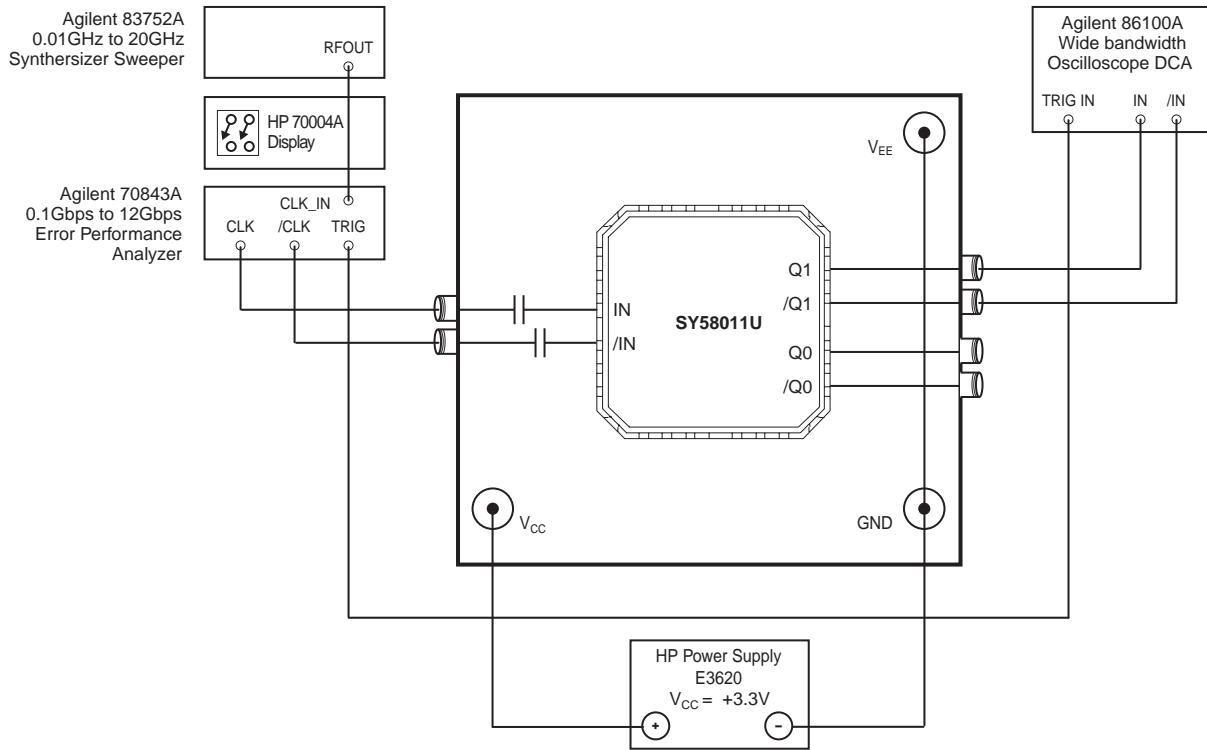 Agilent 83752A
0.01GHz to 20GHz
Synthersizer Sweeper
RFOUT
HP 70004A
Display
Agilent 70843A
0.1Gbps to 12Gbps
Error Performance
Analyzer
CLK_IN
CLK /CLK TRIG
Agilent 86100A
Wide bandwidth
Oscilloscope DCA
TRIG IN IN /IN
VEE
IN
/IN
SY58011U
Q1
/Q1
Q0
/Q0
VCC
GND
HP Power Supply
E3620
VCC = +3.3V
+ −